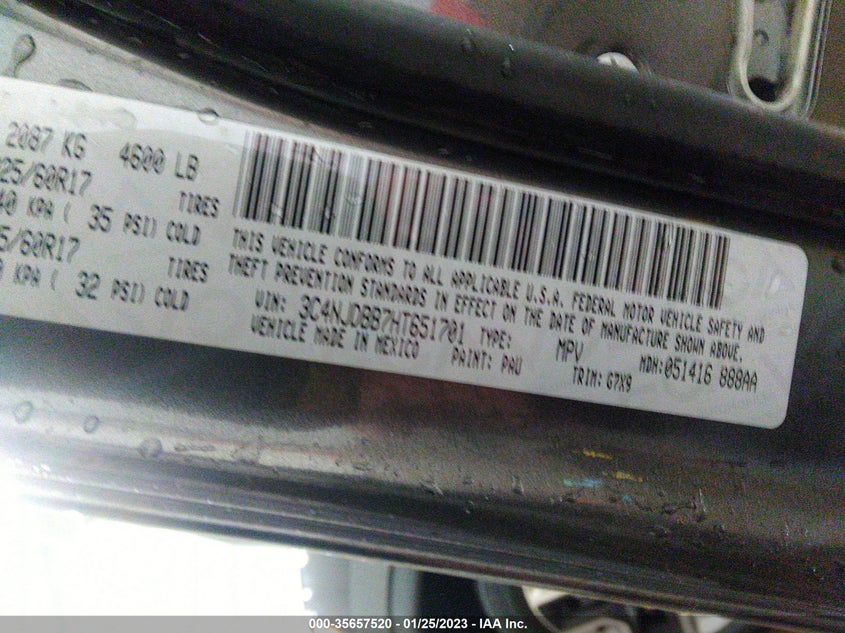 2087 KG 4600 LB
25/60R17 TIRES
40 KPA ( 35 PSI) COLD
5/60R17 TIRES
KPA ( 32 PSI) COLD
THIS VEHICLE CONFORMS TO ALL APPLICABLE U.S.A. FEDERAL MOTOR VEHICLE SAFETY AND
THEFT PREVENTION STANDARDS IN EFFECT ON THE DATE OF MANUFACTURE SHOWN ABOVE.
VIN: 3C4NJDBB7HT651701 TYPE: MPV MDH:051416 888AA
VEHICLE MADE IN MEXICO PAINT: PAU TRIM: G7X9
000-35657520 / 01/25/2023 - IAA Inc.